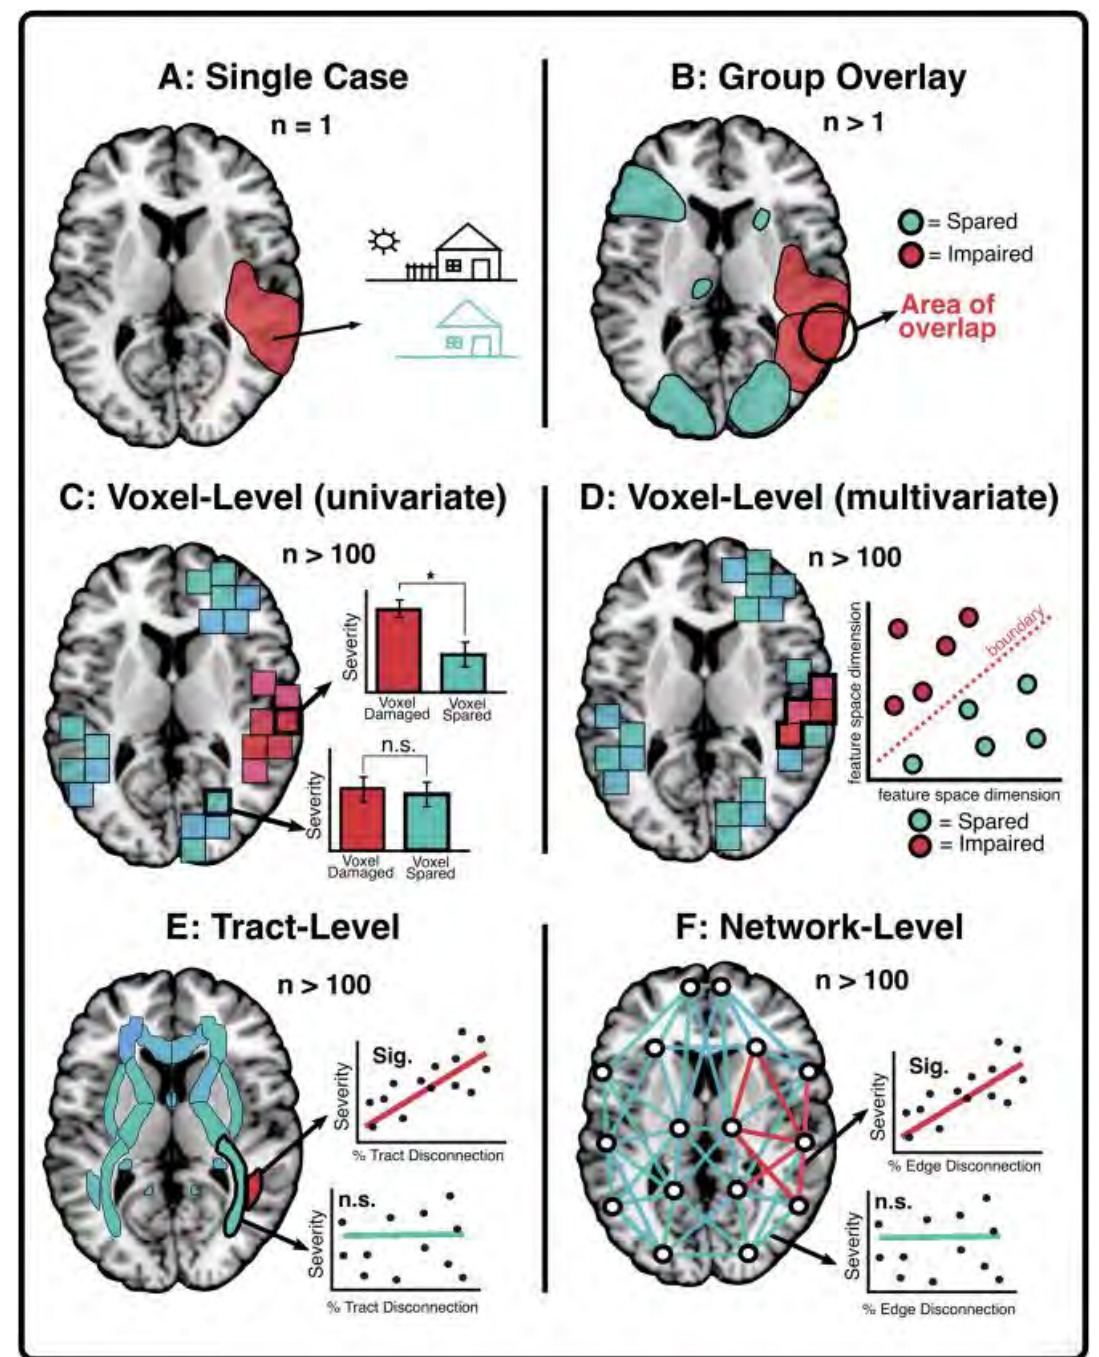 A: Single Case
n = 1
B: Group Overlay
n > 1
= Spared
= Impaired
Area of
overlap
C: Voxel-Level (univariate)
n > 100
*
Severity
Voxel
Damaged
Voxel
Spared
n.s.
Severity
Voxel
Damaged
Voxel
Spared
D: Voxel-Level (multivariate)
n > 100
feature space dimension
boundary
feature space dimension
= Spared
= Impaired
E: Tract-Level
n > 100
Sig.
Severity
% Tract Disconnection
n.s.
Severity
% Tract Disconnection
F: Network-Level
n > 100
Sig.
Severity
% Edge Disconnection
n.s.
Severity
% Edge Disconnection